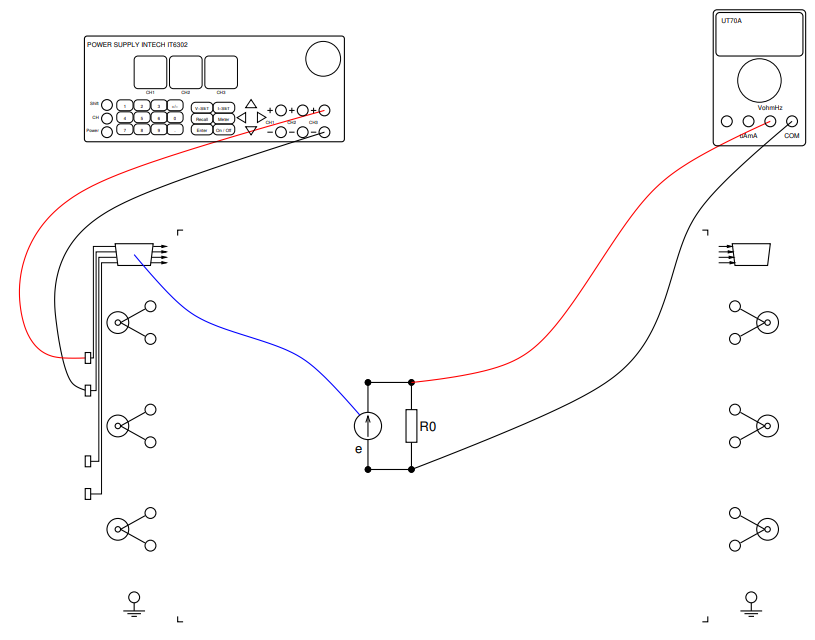 POWER SUPPLY INTECH IT6302
CH1 CH2 CH3
Shift 1 2 3 +/-
CH 4 5 6 0
Power 7 8 9 .
V-SET I-SET
Recall Meter
Enter On / Off
+ + +
CH1 CH2 CH3
- - -
UT70A
VohmHz
uAmA COM
R0
e